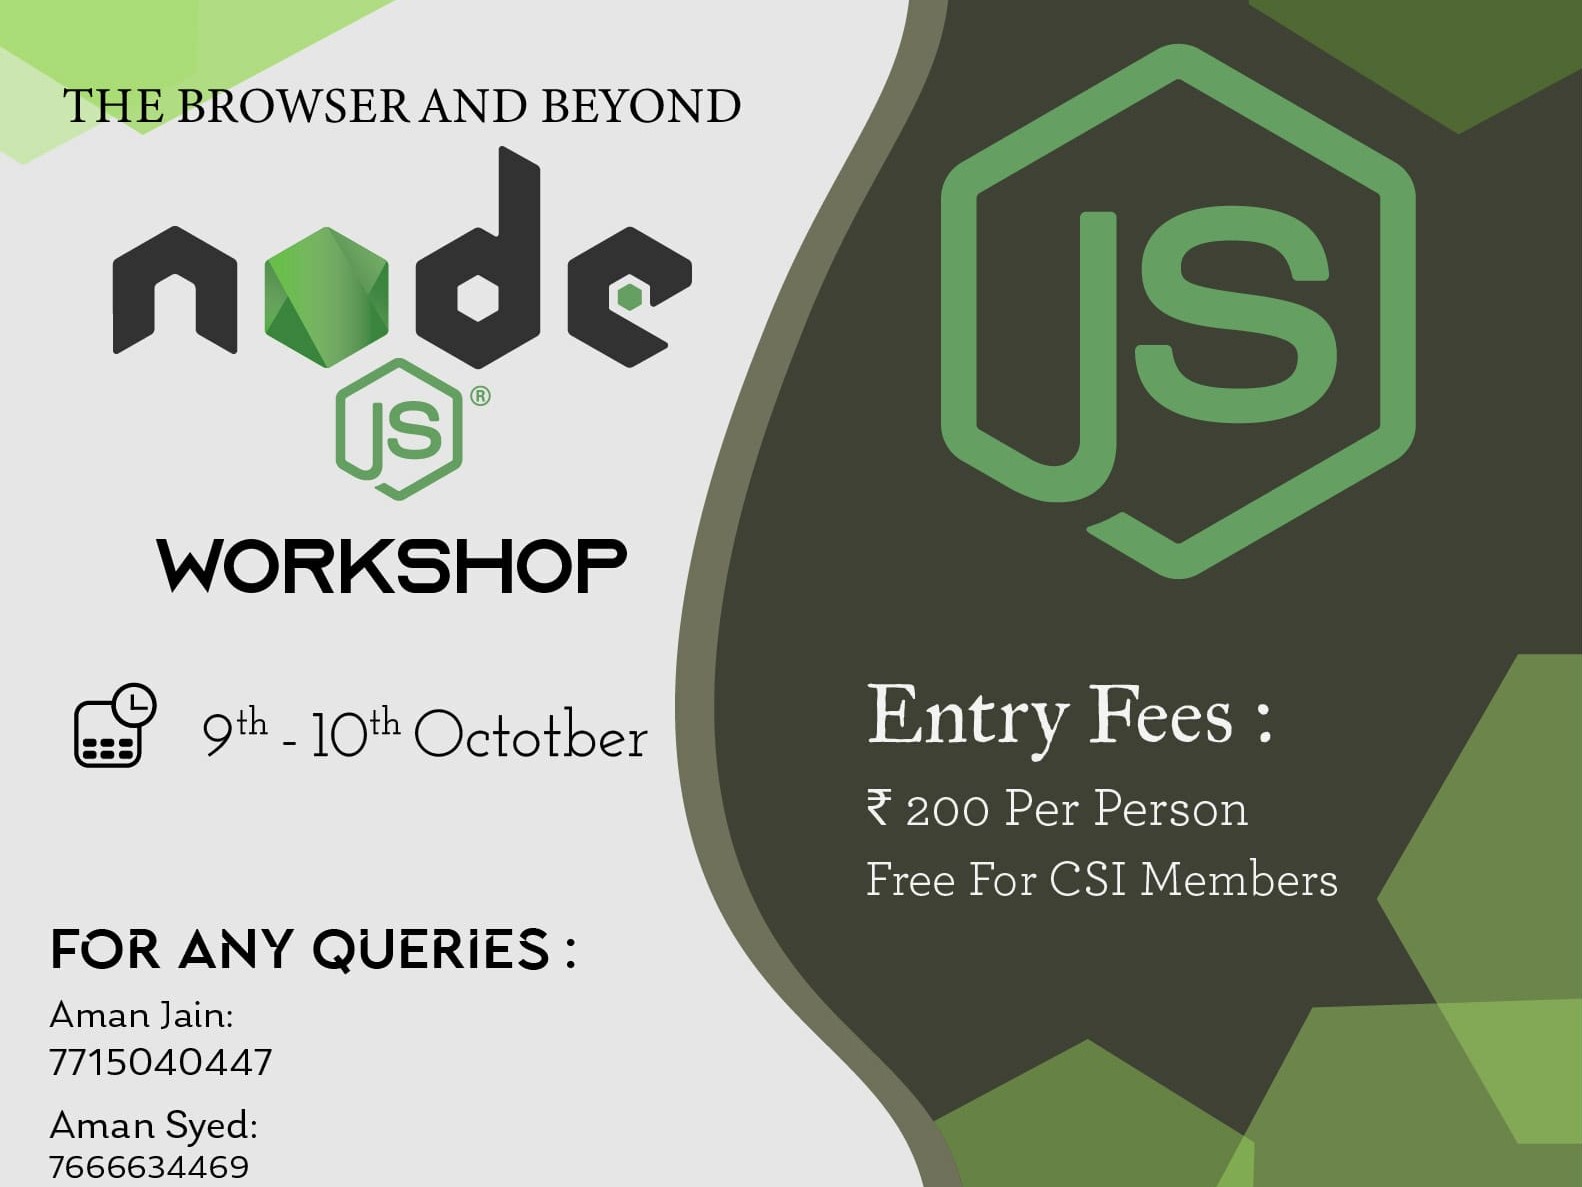 THE BROWSER AND BEYOND
node
JS®
WORKSHOP
9th - 10th Octotber
FOR ANY QUERIES :
Aman Jain:
7715040447
Aman Syed:
7666634469
JS
Entry Fees :
₹ 200 Per Person
Free For CSI Members